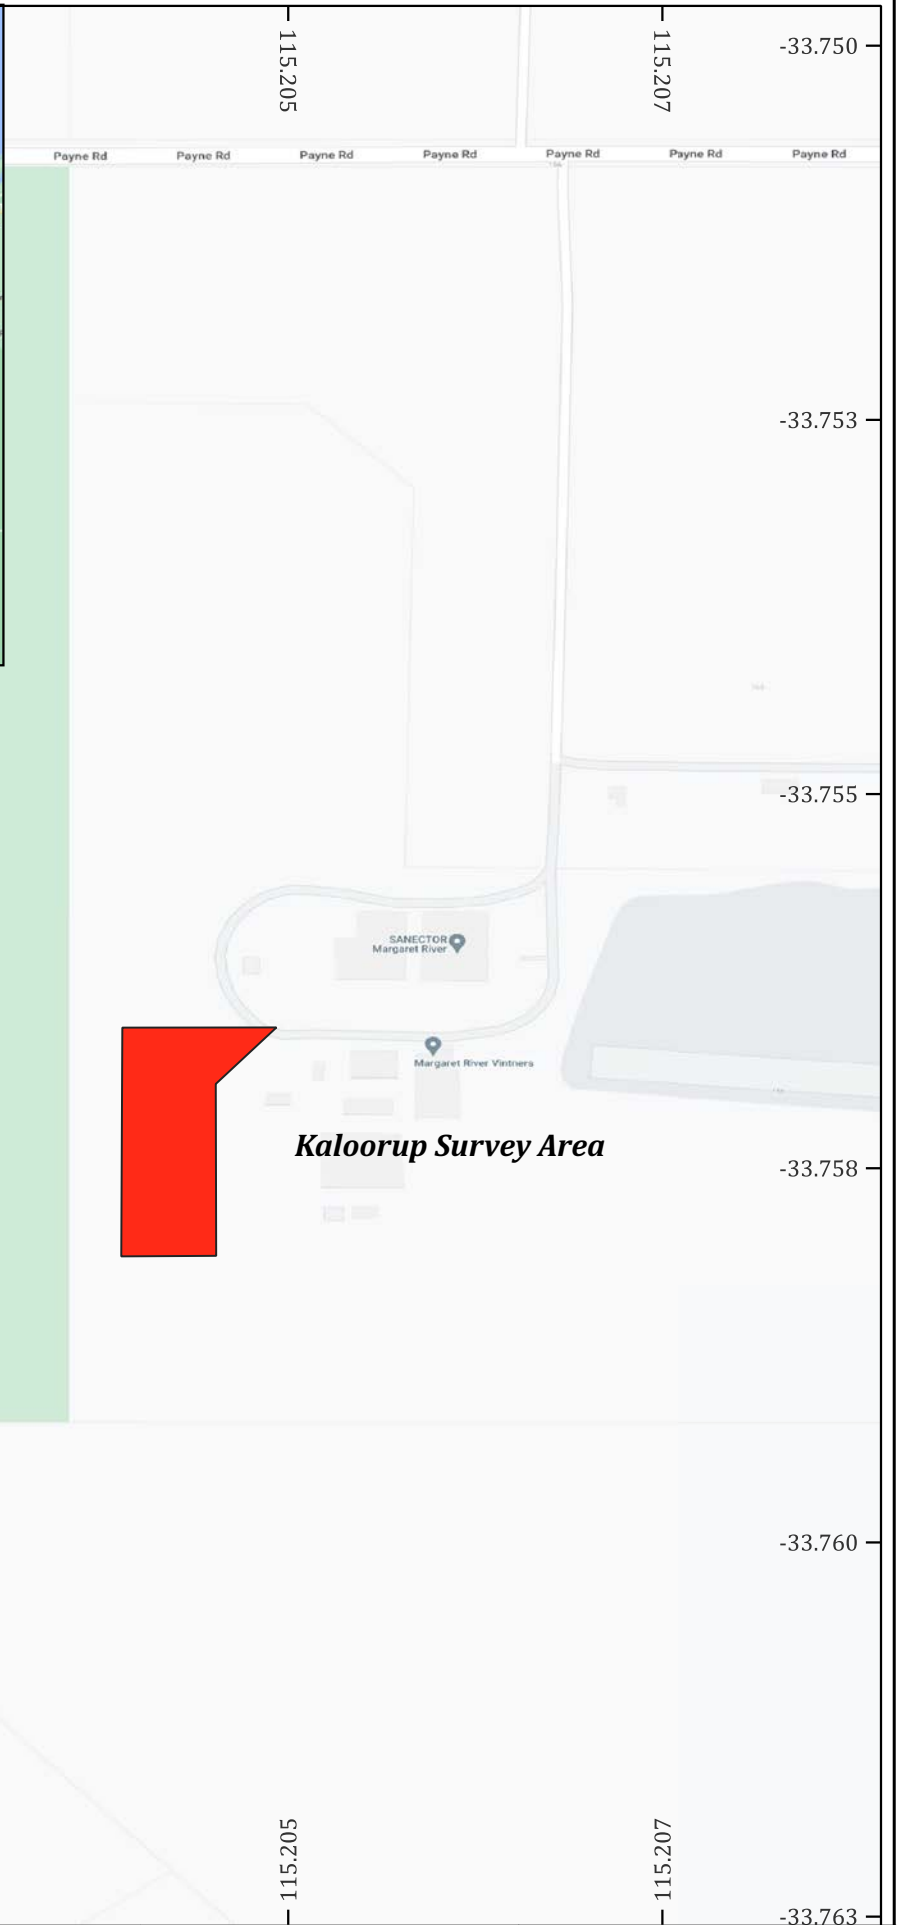 115.205
115.207
-33.750
Payne Rd Payne Rd Payne Rd Payne Rd Payne Rd Payne Rd Payne Rd
-33.753
-33.755
SANECTOR
Margaret River
Margaret River Vintners
Kaloorup Survey Area
-33.758
-33.760
115.205
115.207
-33.763